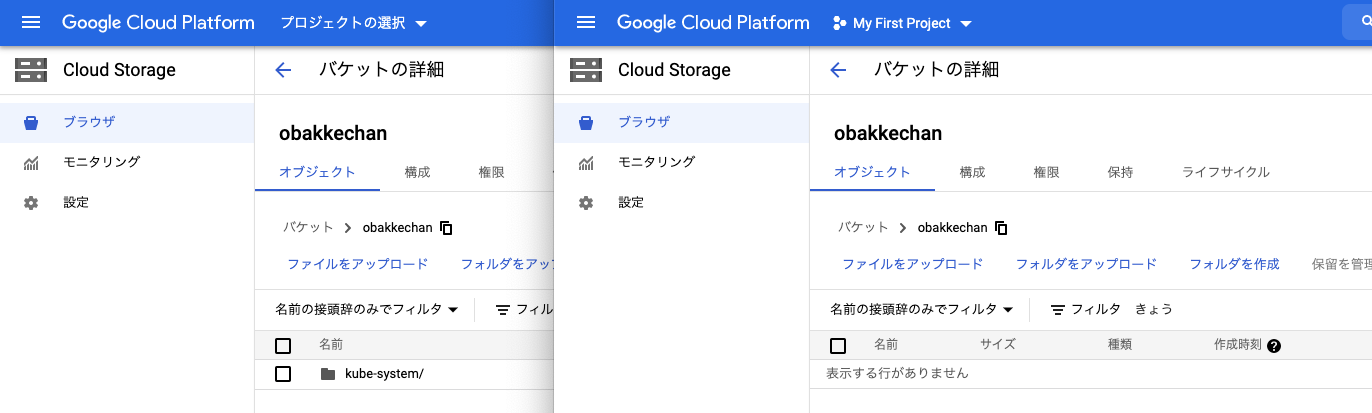 Google Cloud Platform
プロジェクトの選択
Cloud Storage
バケットの詳細
ブラウザ
モニタリング
設定
obakkechan
オブジェクト
構成
権限
バケット
obakkechan
ファイルをアップロード
フォルダをアッ
名前の接頭辞のみでフィルタ
フィル
名前
kube-system/
Google Cloud Platform
My First Project
Cloud Storage
バケットの詳細
ブラウザ
モニタリング
設定
obakkechan
オブジェクト
構成
権限
保持
ライフサイクル
バケット
obakkechan
ファイルをアップロード
フォルダをアップロード
フォルダを作成
保留を管理
名前の接頭辞のみでフィルタ
フィルタ
きょう
名前
サイズ
種類
作成時刻
表示する行がありません